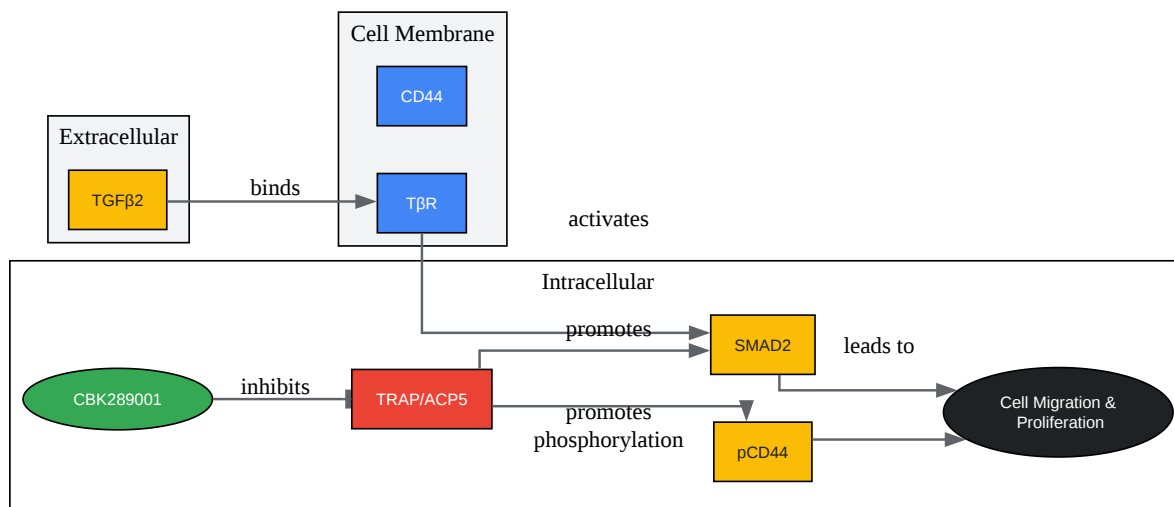 Cell Membrane
CD44
Extracellular
TGFβ2
binds
TβR
activates
Intracellular
promotes
SMAD2
leads to
CBK289001
inhibits
TRAP/ACP5
promotes
phosphorylation
pCD44
Cell Migration &
Proliferation